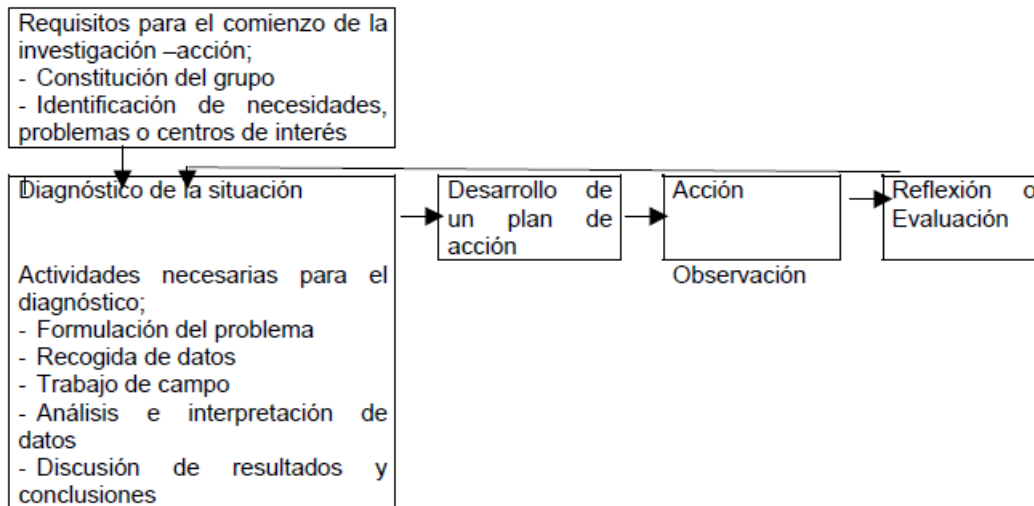 Requisitos para el comienzo de la
investigación –acción;
- Constitución del grupo
- Identificación de necesidades,
problemas o centros de interés
Diagnóstico de la situación
Actividades necesarias para el
diagnóstico;
- Formulación del problema
- Recogida de datos
- Trabajo de campo
- Análisis e interpretación de
datos
- Discusión de resultados y
conclusiones
Desarrollo de
un plan de
acción
Acción
Observación
Reflexión o
Evaluación